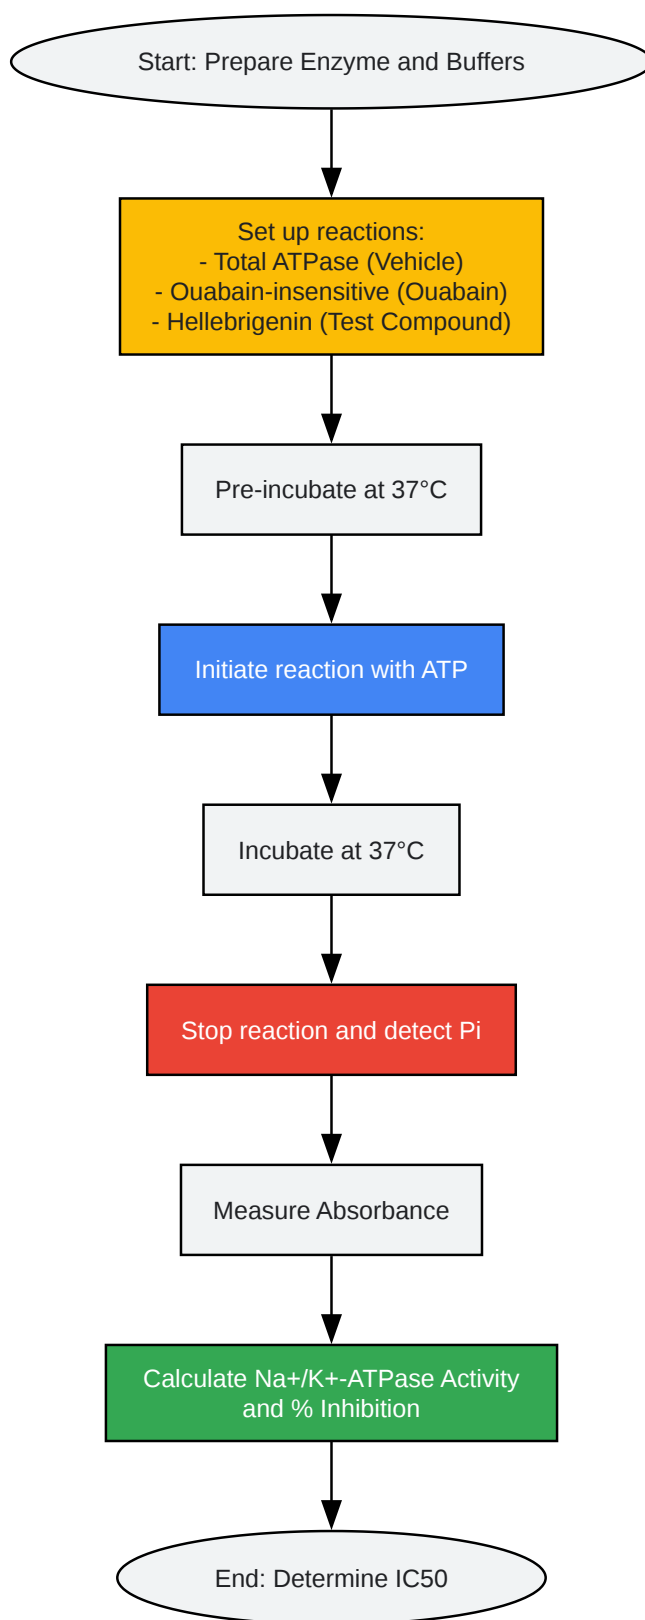 Start: Prepare Enzyme and Buffers
Set up reactions:
- Total ATPase (Vehicle)
- Ouabain-insensitive (Ouabain)
- Hellebrigenin (Test Compound)
Pre-incubate at 37°C
Initiate reaction with ATP
Incubate at 37°C
Stop reaction and detect Pi
Measure Absorbance
Calculate Na+/K+-ATPase Activity
and % Inhibition
End: Determine IC50